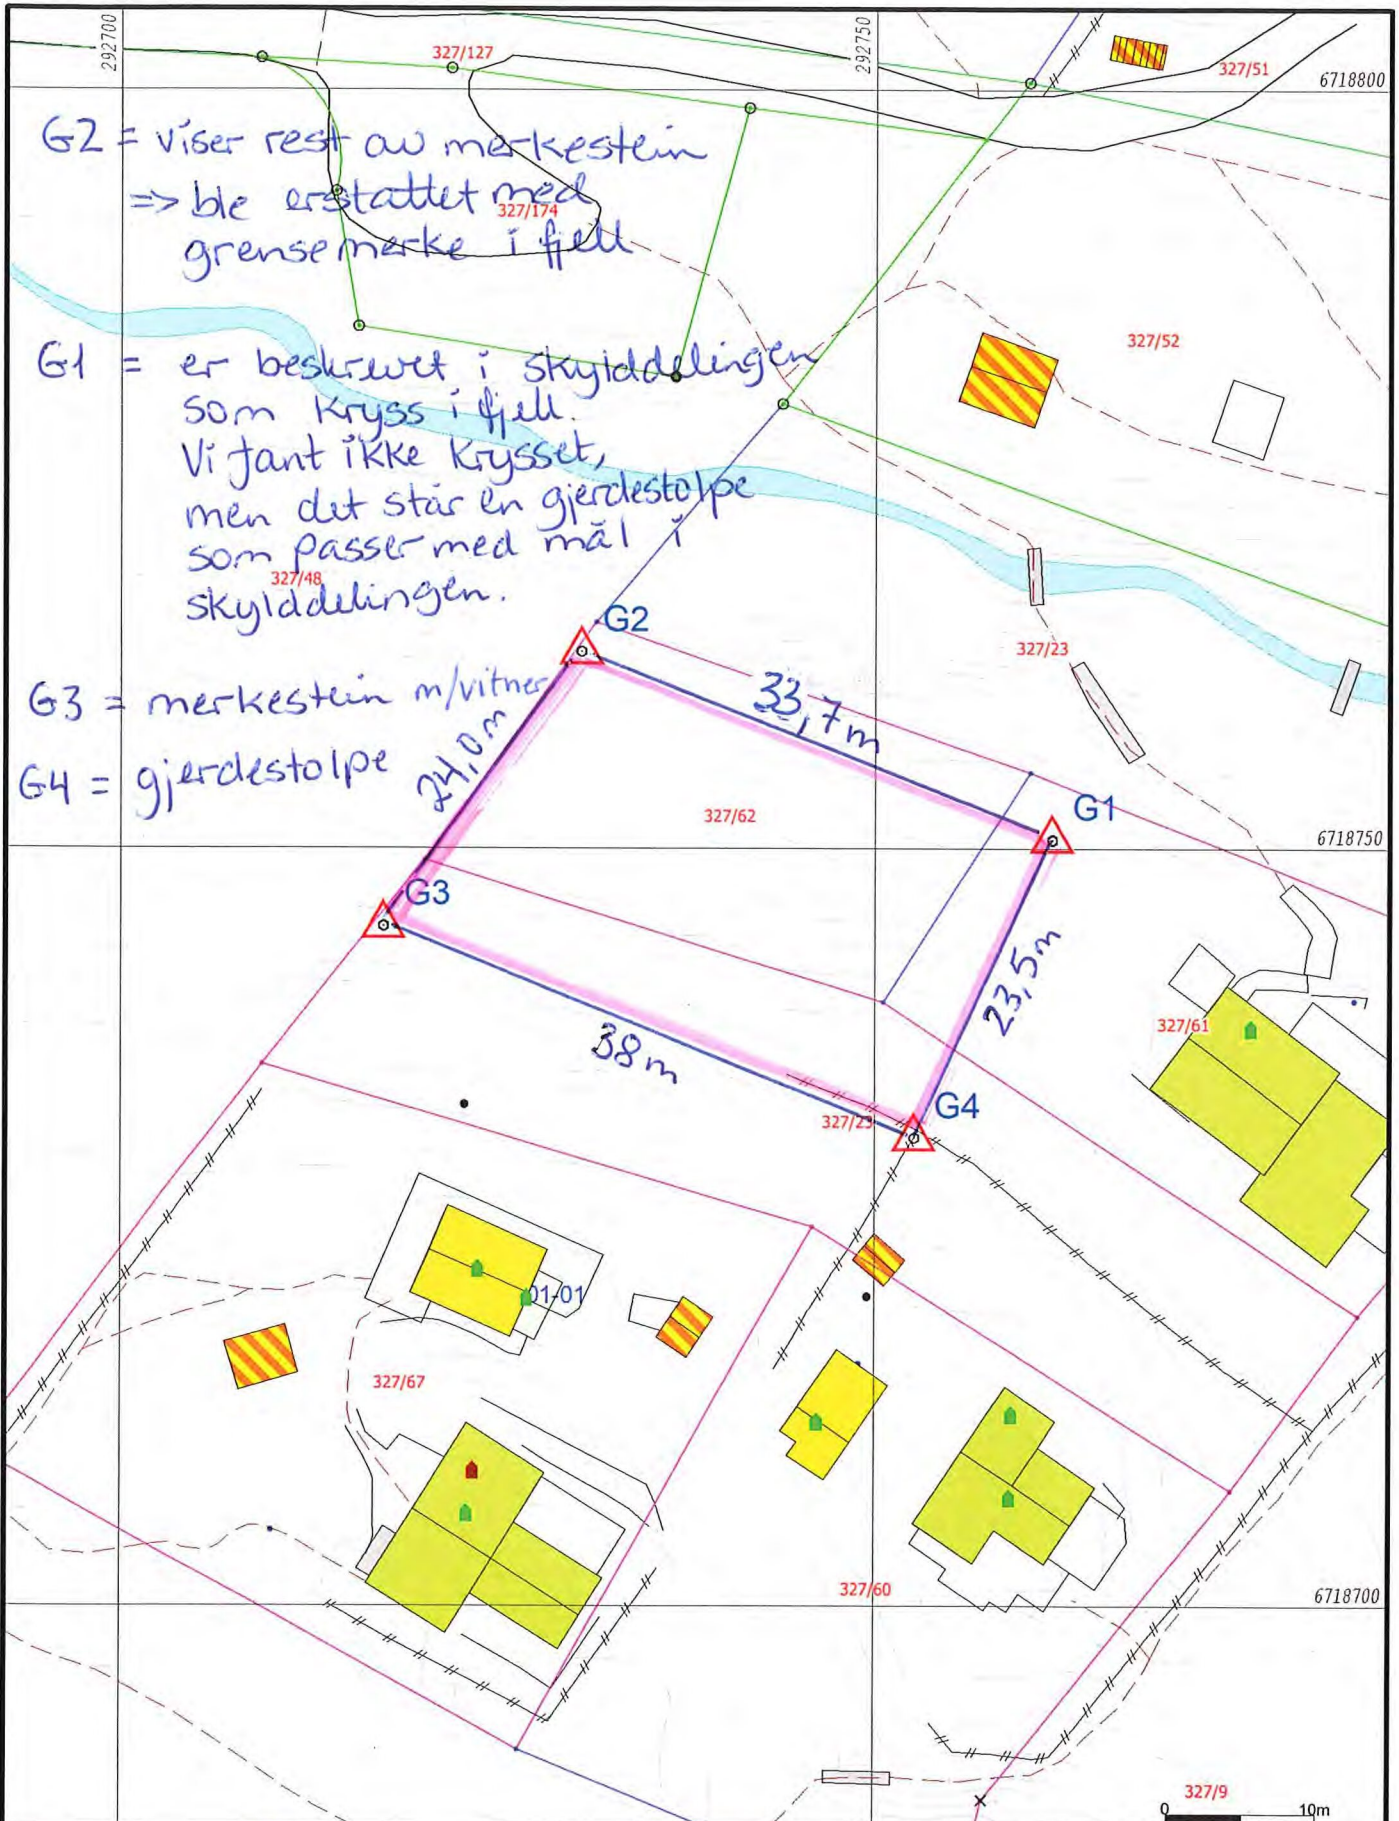 292700
292750
327/127
327/51
6718800
G2 = viser rest av merkestein
=> ble erstattet med
327/174
grensemerke i fjell
327/52
G1 = er beskrevet i skylddelingen
som kryss i fjell.
Vi fant ikke krysset,
men det står en gjerdestolpe
som passer med mål i
327/48
skylddelingen.
G2
327/23
G3 = merkestein m/vitner
33,7m
24,0m
G4 = gjerdestolpe
327/62
G1
6718750
G3
23,5m
327/61
38m
G4
327/23
01-01
327/67
327/60
6718700
327/9
0 10m